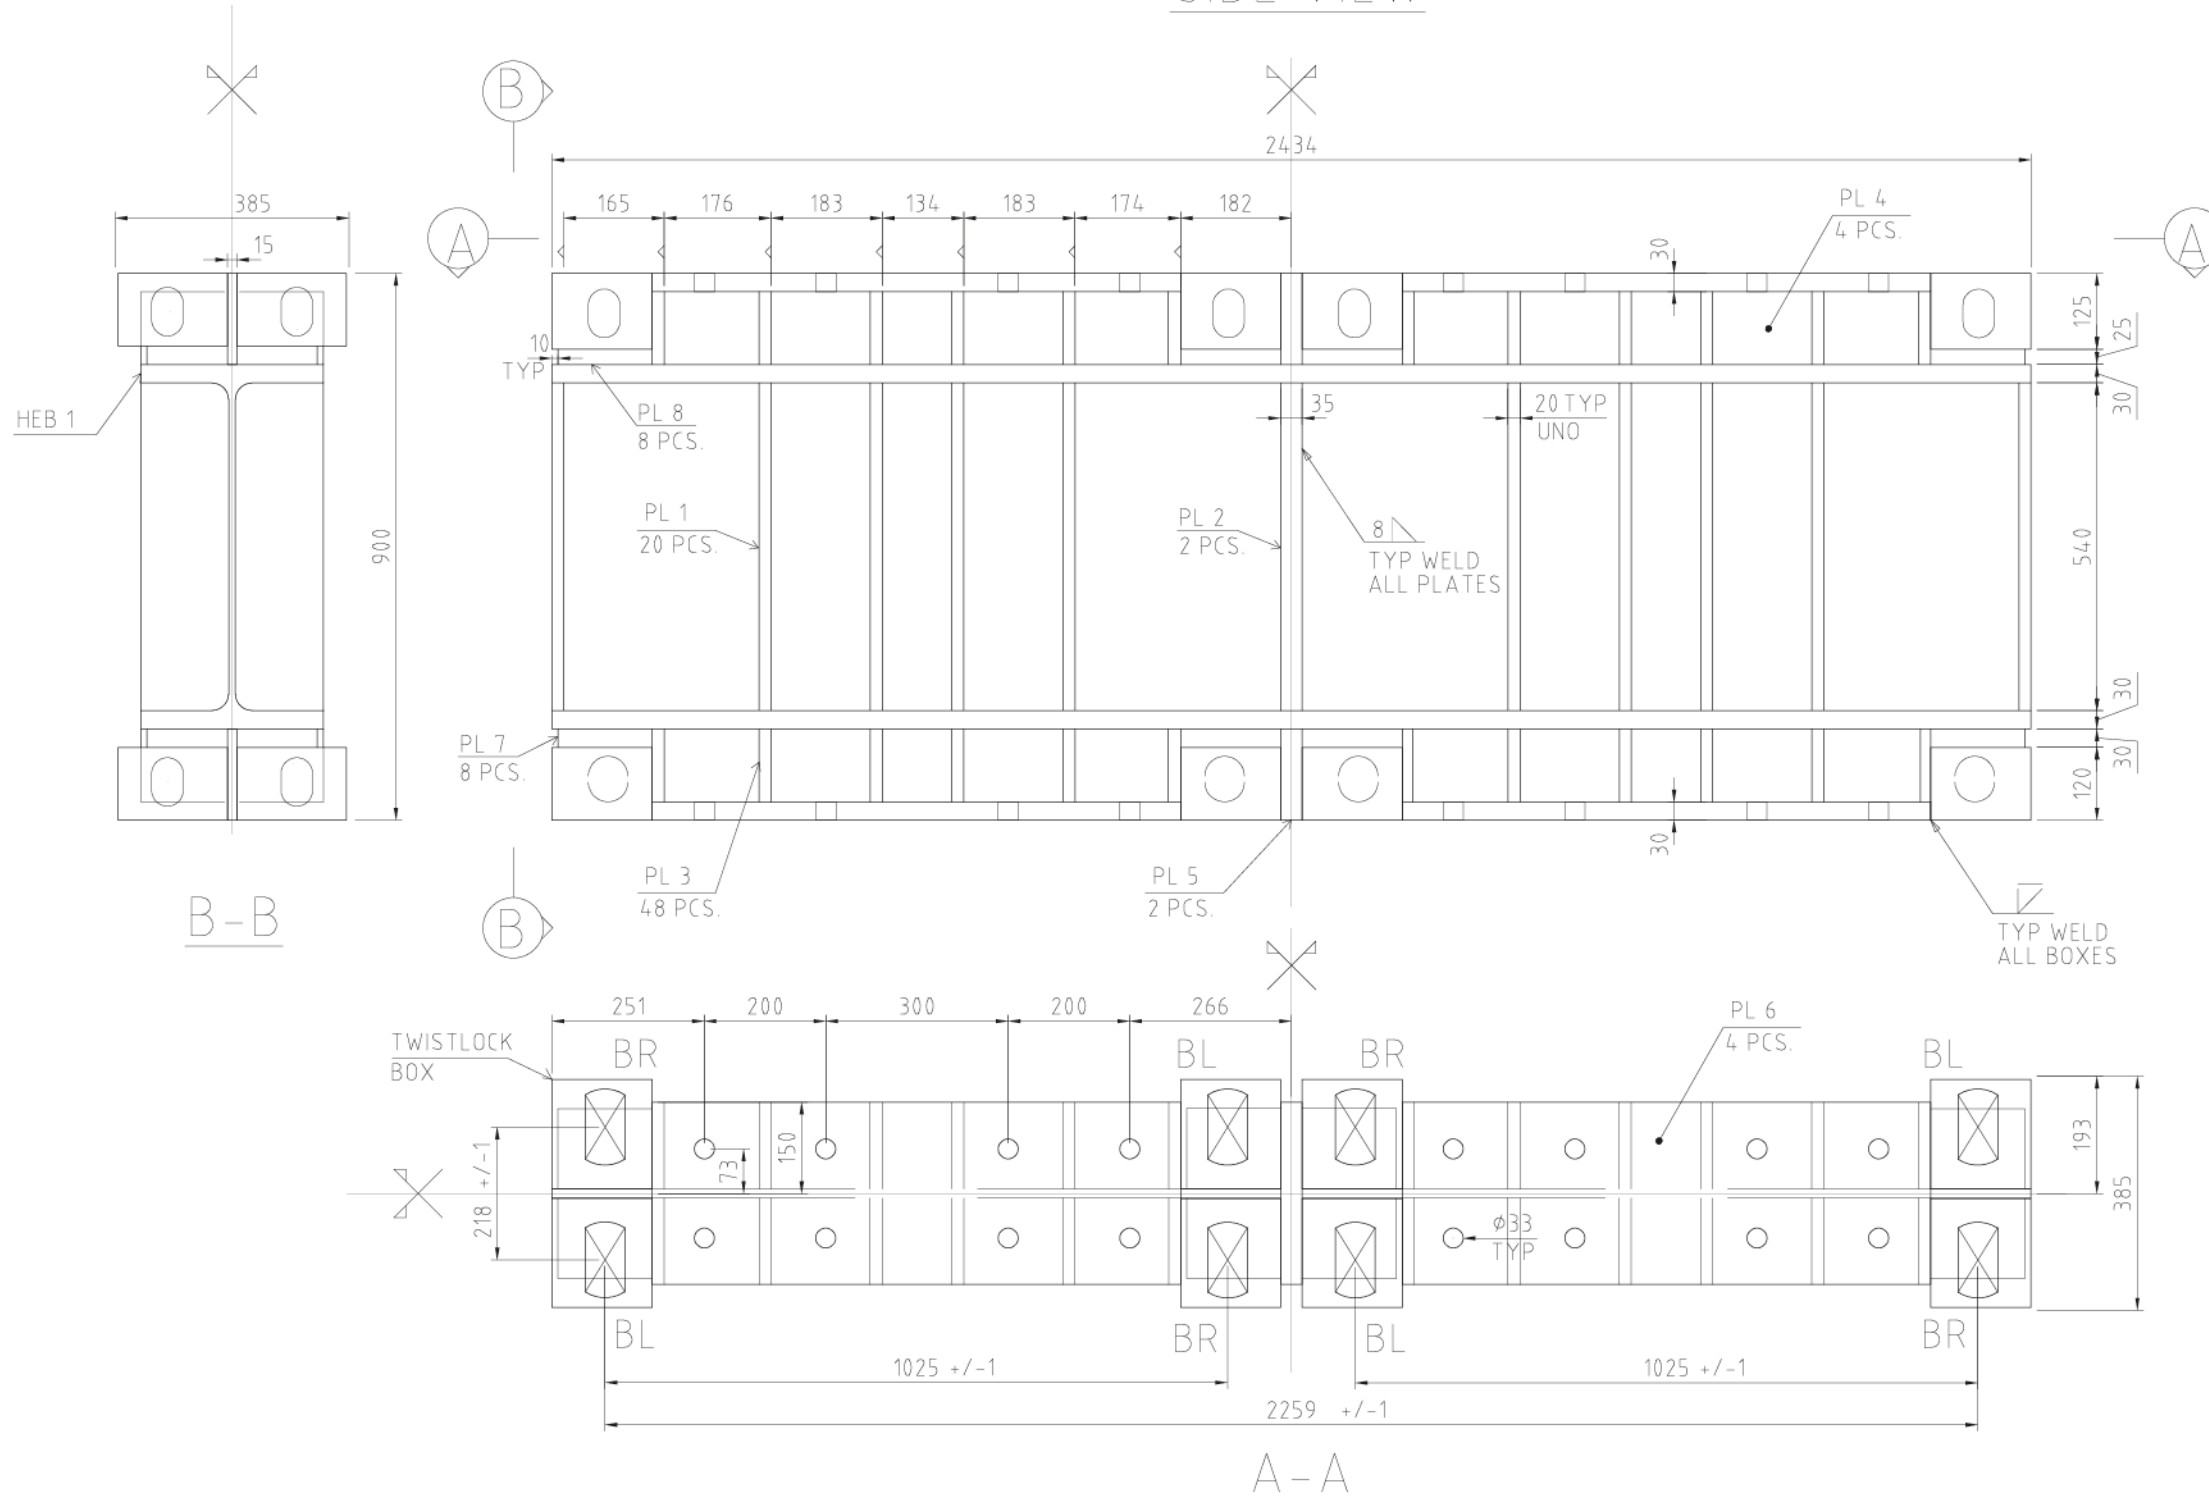 SIDE VIEW
B
2434
385
15
165
176
183
134
183
174
182
PL 4
4 PCS.
A
A
30
125
25
30
10
TYP
HEB 1
PL 8
8 PCS.
35
20 TYP
UNO
900
PL 1
20 PCS.
PL 2
2 PCS.
8
TYP WELD
ALL PLATES
540
30
30
120
PL 7
8 PCS.
30
PL 3
48 PCS.
PL 5
2 PCS.
B-B
B
TYP WELD
ALL BOXES
251
200
300
200
266
PL 6
4 PCS.
TWISTLOCK
BOX
BR
BL
BR
BL
218 +/-1
73
150
193
385
Ø33
TYP
BL
BR
BL
BR
1025 +/-1
1025 +/-1
2259 +/-1
A-A